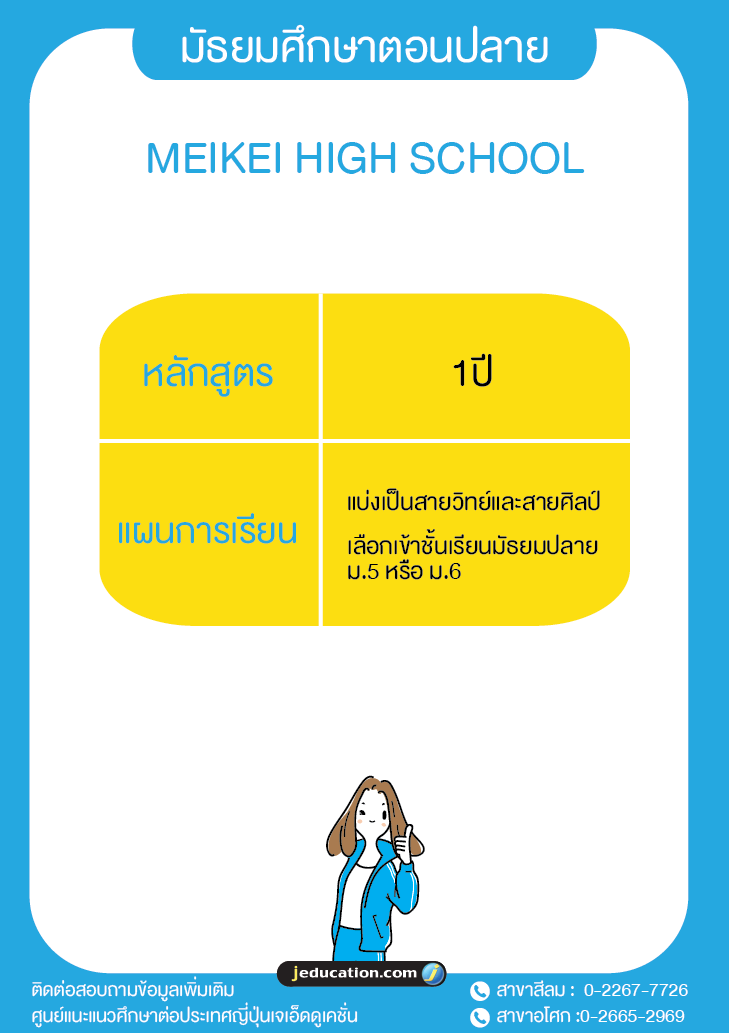 มัธยมศึกษาตอนปลาย
MEIKEI HIGH SCHOOL
หลักสูตร
1ปี
แผนการเรียน
แบ่งเป็นสายวิทย์และสายศิลป์
เลือกเข้าชั้นเรียนมัธยมปลาย
ม.5 หรือ ม.6
jeducation.com j
ติดต่อสอบถามข้อมูลเพิ่มเติม
ศูนย์แนะแนวศึกษาต่อประเทศญี่ปุ่นเจเอ็ดดูเคชั่น
สาขาสีลม : 0-2267-7726
สาขาอโศก :0-2665-2969